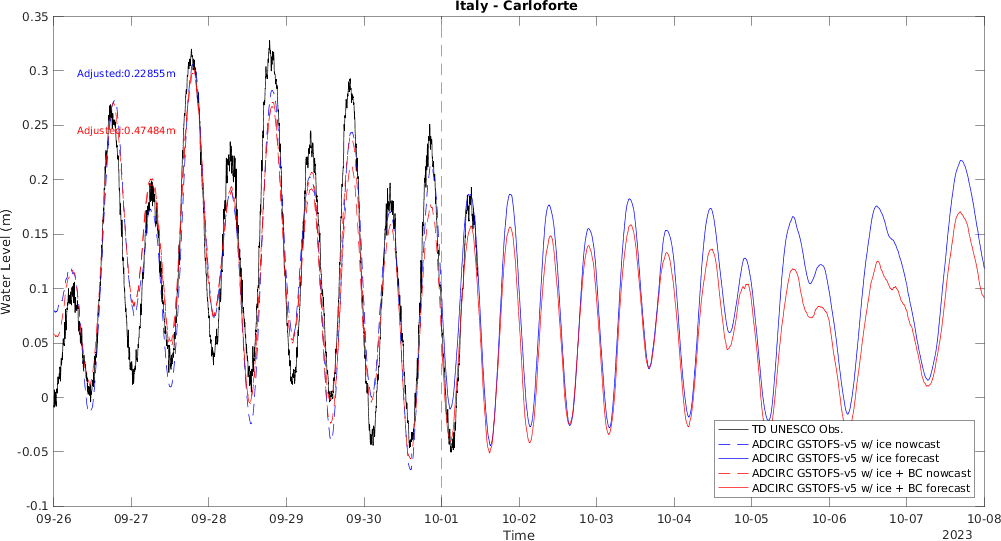 Italy - Carloforte
0.35
0.3
0.25
0.2
0.15
0.1
0.05
0
-0.05
-0.1
Water Level (m)
Adjusted:0.22855m
Adjusted:0.47484m
TD UNESCO Obs.
ADCIRC GSTOFS-v5 w/ ice nowcast
ADCIRC GSTOFS-v5 w/ ice forecast
ADCIRC GSTOFS-v5 w/ ice + BC nowcast
ADCIRC GSTOFS-v5 w/ ice + BC forecast
09-26 09-27 09-28 09-29 09-30 10-01 10-02 10-03 10-04 10-05 10-06 10-07 10-08
Time
2023